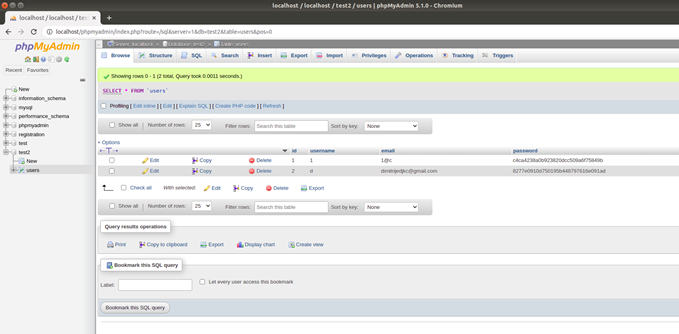 localhost / localhost / test2 / users | phpMyAdmin 5.1.0 - Chromium
localhost / localhost / tes
localhost/phpmyadmin/index.php?route=/sql&server=1&db=test2&table=users&pos=0
phpMyAdmin
Recent Favorites
New
information_schema
mysql
performance_schema
phpmyadmin
registration
test
test2
New
users
Browse Structure SQL Search Insert Export Import Privileges Operations Tracking Triggers
Showing rows 0 - 1 (2 total, Query took 0.0011 seconds.)
SELECT * FROM `users`
Profiling [ Edit inline ] [ Edit ] [ Explain SQL ] [ Create PHP code ] [ Refresh ]
Show all Number of rows: 25 Filter rows: Search this table Sort by key: None
+ Options
id username email password
Edit Copy Delete 1 1 1@c
Edit Copy Delete 2
Check all With selected: Edit Copy Delete Export
Show all Number of rows: 25 Filter rows: Search this table Sort by key: None
Query results operations
Print Copy to clipboard Export Display chart Create view
Bookmark this SQL query
Label: Let every user access this bookmark
Bookmark this SQL query